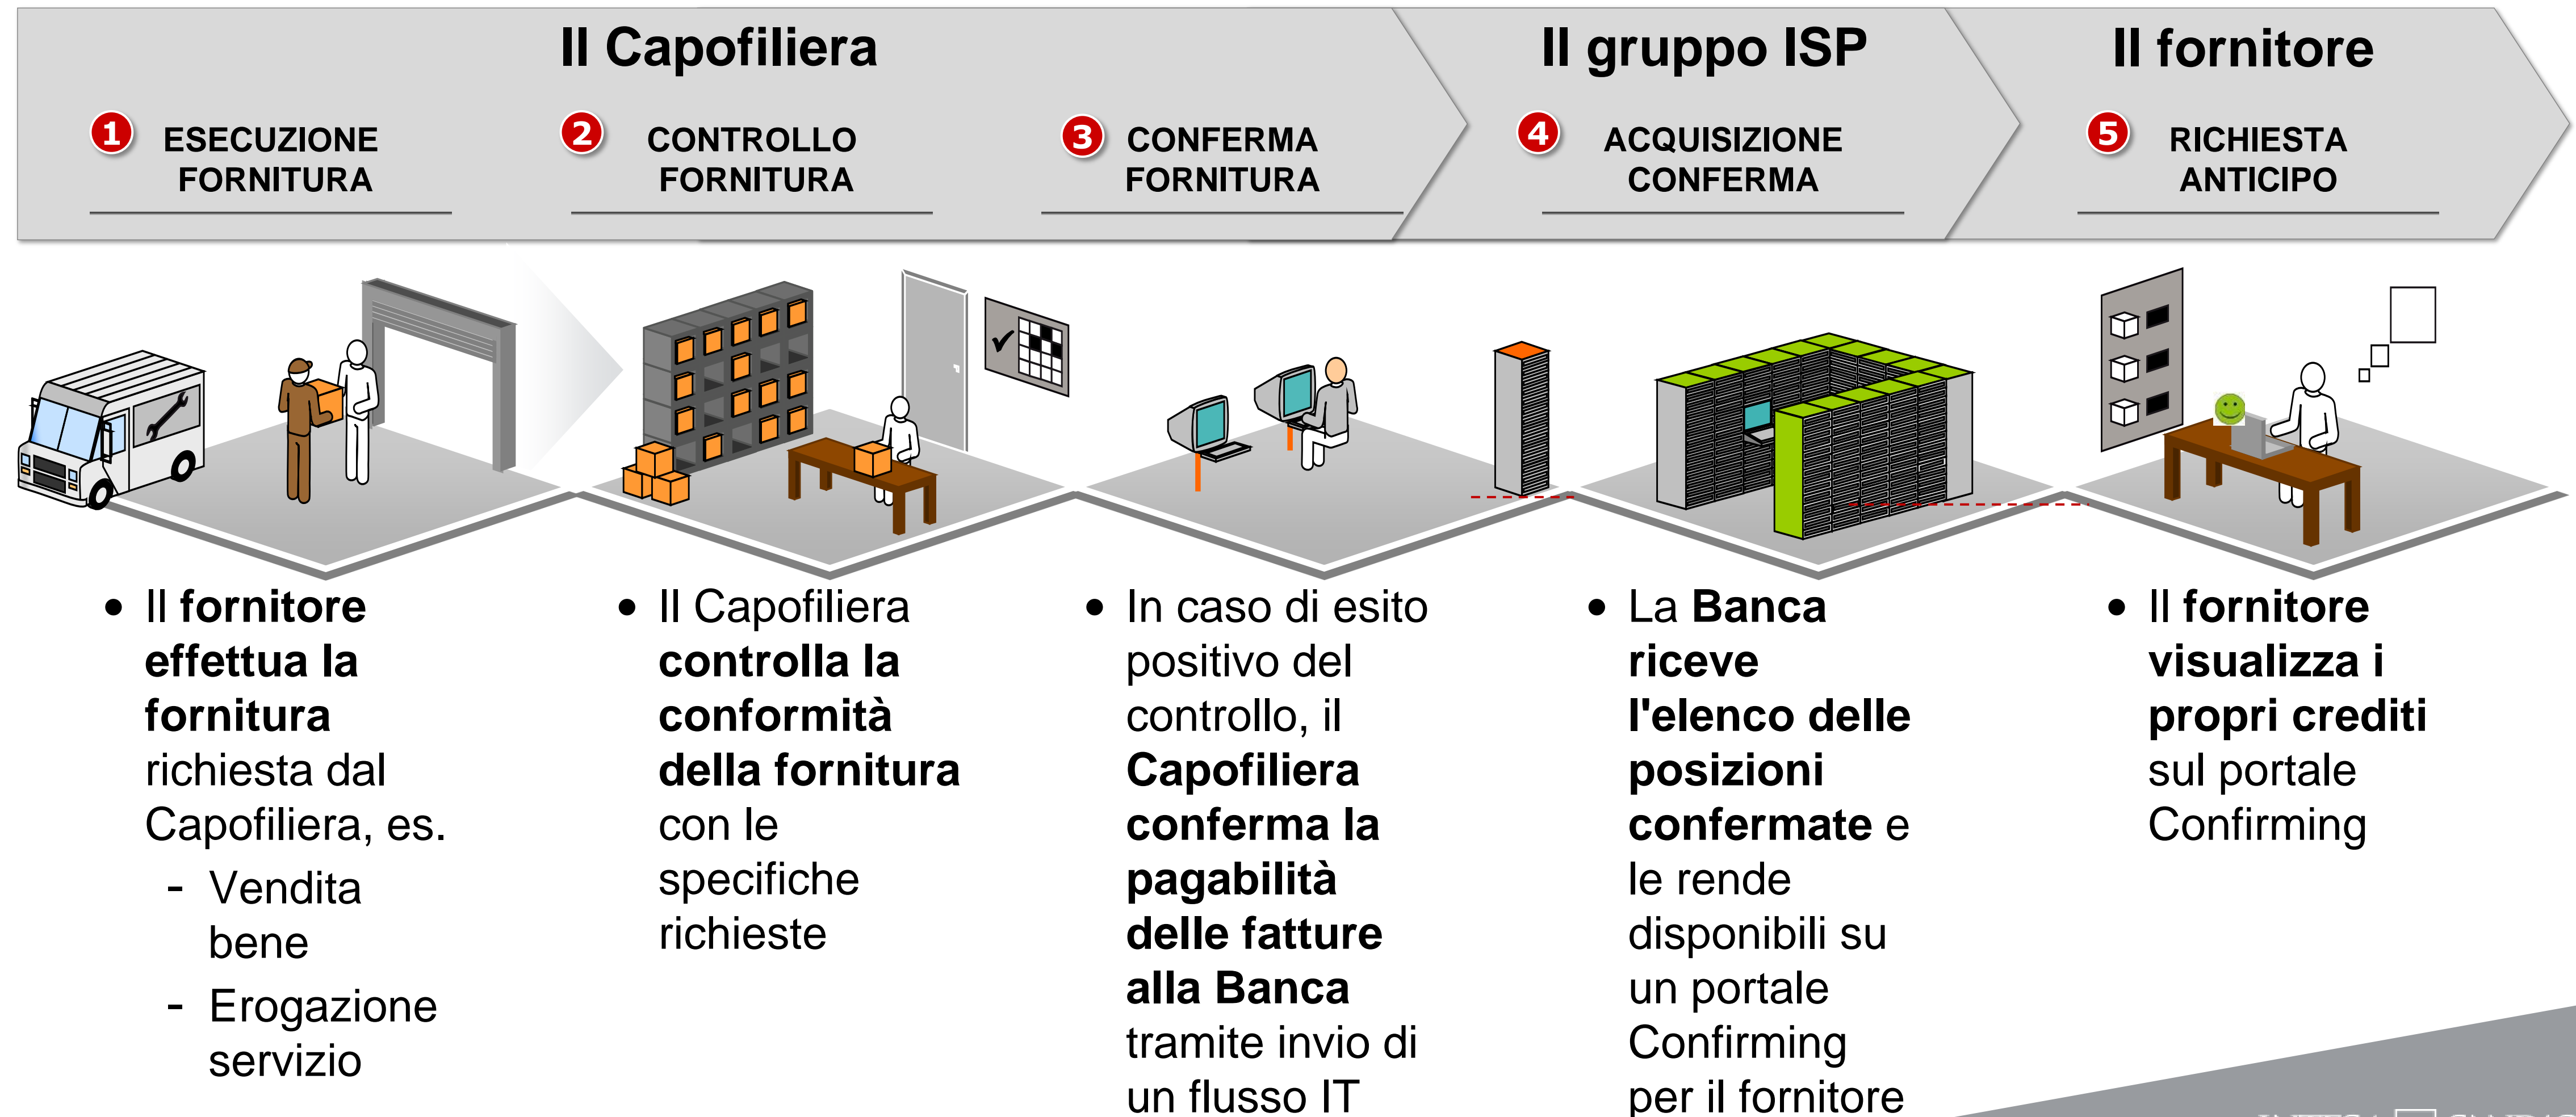 Il Capofiliera
1 ESECUZIONE
FORNITURA
2 CONTROLLO
FORNITURA
3 CONFERMA
FORNITURA
Il gruppo ISP
4 ACQUISIZIONE
CONFERMA
Il fornitore
5 RICHIESTA
ANTICIPO
• Il fornitore
effettua la
fornitura
richiesta dal
Capofiliera, es.
- Vendita
bene
- Erogazione
servizio
• Il Capofiliera
controlla la
conformità
della fornitura
con le
specifiche
richieste
• In caso di esito
positivo del
controllo, il
Capofiliera
conferma la
pagabilità
delle fatture
alla Banca
tramite invio di
un flusso IT
• La Banca
riceve
l'elenco delle
posizioni
confermate e
le rende
disponibili su
un portale
Confirming
per il fornitore
• Il fornitore
visualizza i
propri crediti
sul portale
Confirming